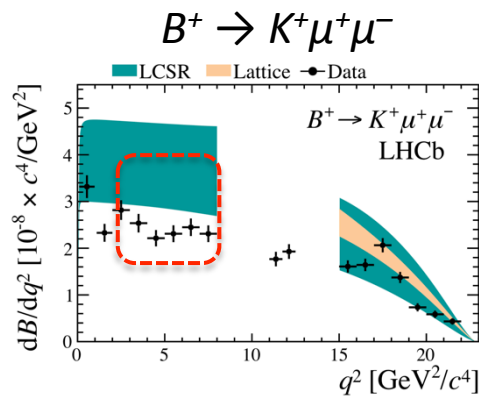 B⁺ → K⁺μ⁺μ⁻
LCSR Lattice Data
B⁺ → K⁺μ⁺μ⁻
LHCb
dB/dq² [10⁻⁸ × c⁴/GeV²]
5
4
3
2
1
0
0 5 10 15 20
q² [GeV²/c⁴]